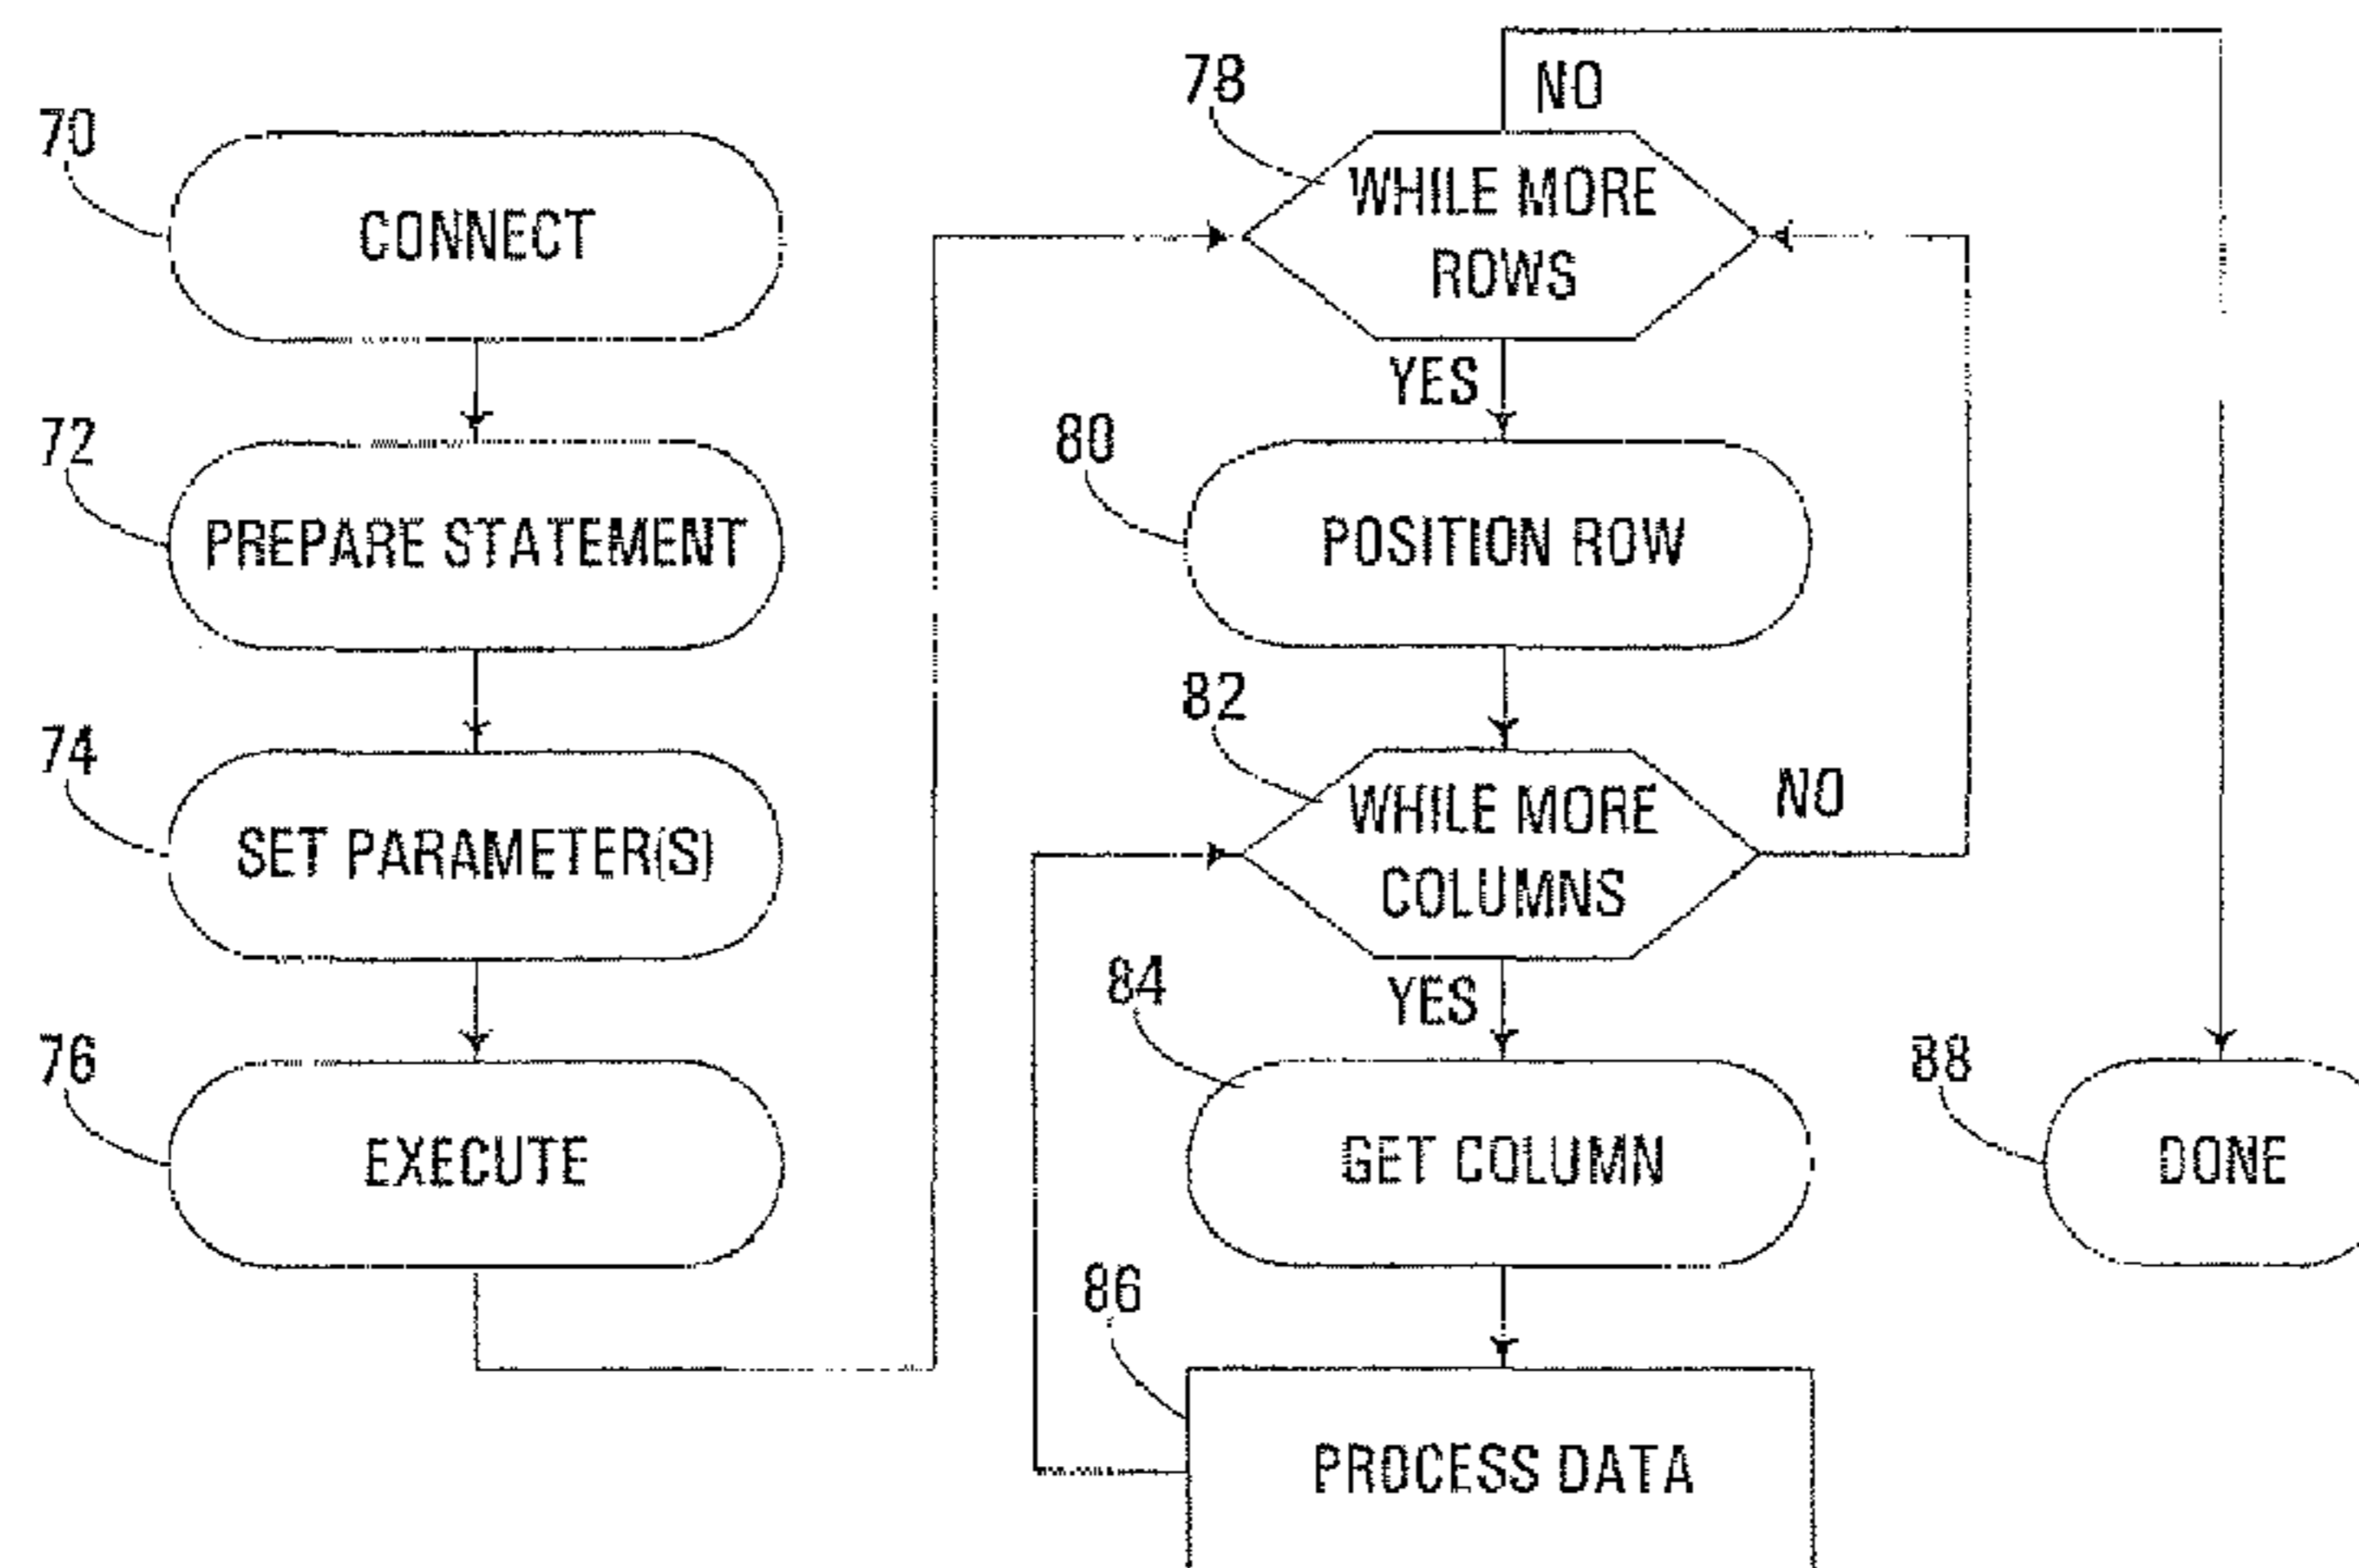 70
CONNECT
72
PREPARE STATEMENT
74
SET PARAMETER(S)
76
EXECUTE
78
NO
WHILE MORE
ROWS
YES
80
POSITION ROW
82
WHILE MORE
COLUMNS
NO
YES
84
GET COLUMN
86
PROCESS DATA
88
DONE